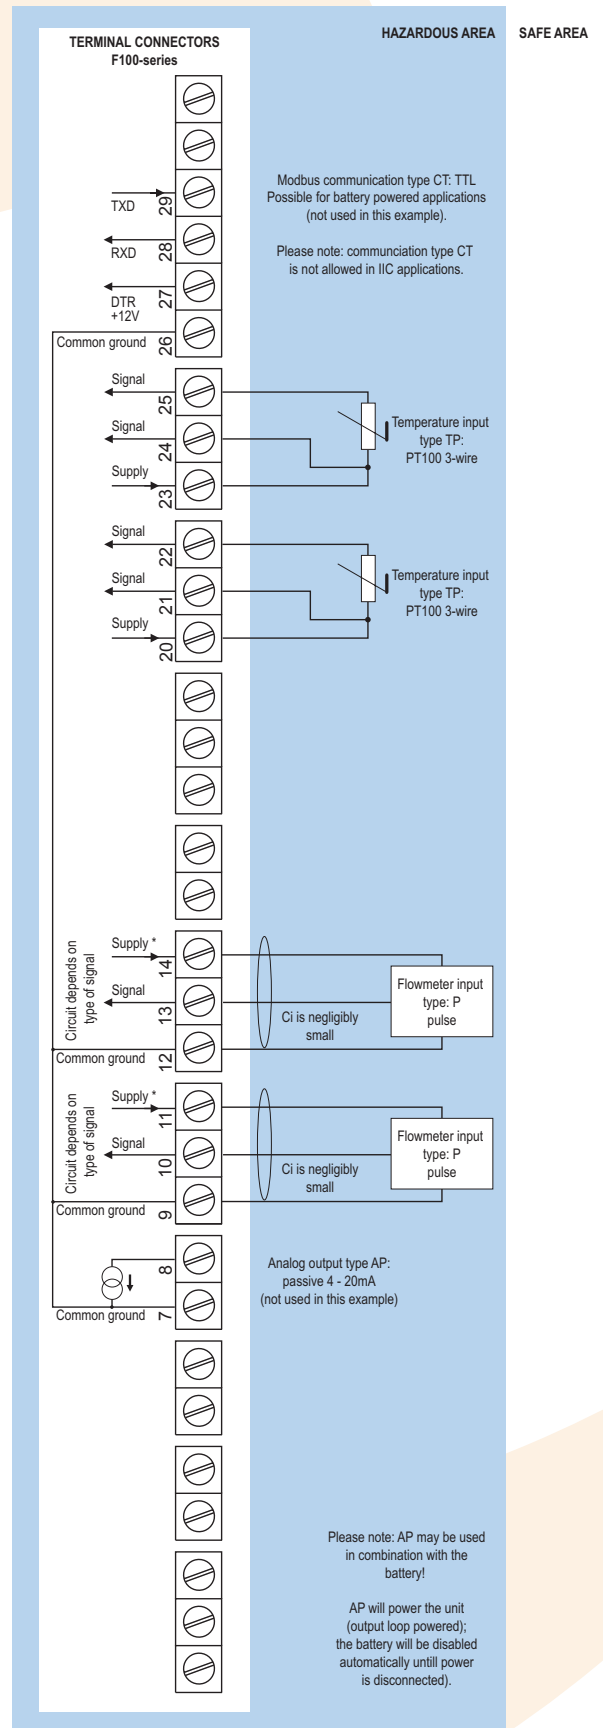 HAZARDOUS AREA
SAFE AREA
TERMINAL CONNECTORS
F100-series
Modbus communication type CT: TTL
Possible for battery powered applications
(not used in this example).
Please note: communciation type CT
is not allowed in IIC applications.
TXD
29
RXD
28
DTR
+12V
27
Common ground
26
Signal
25
Signal
24
Supply
23
Temperature input
type TP:
PT100 3-wire
Signal
22
Signal
21
Supply
20
Temperature input
type TP:
PT100 3-wire
Circuit depends on
type of signal
Supply *
14
Signal
13
Common ground
12
Ci is negligibly
small
Flowmeter input
type: P
pulse
Circuit depends on
type of signal
Supply *
11
Signal
10
Common ground
9
Ci is negligibly
small
Flowmeter input
type: P
pulse
8
Common ground
7
Analog output type AP:
passive 4 - 20mA
(not used in this example)
Please note: AP may be used
in combination with the
battery!
AP will power the unit
(output loop powered);
the battery will be disabled
automatically untill power
is disconnected).